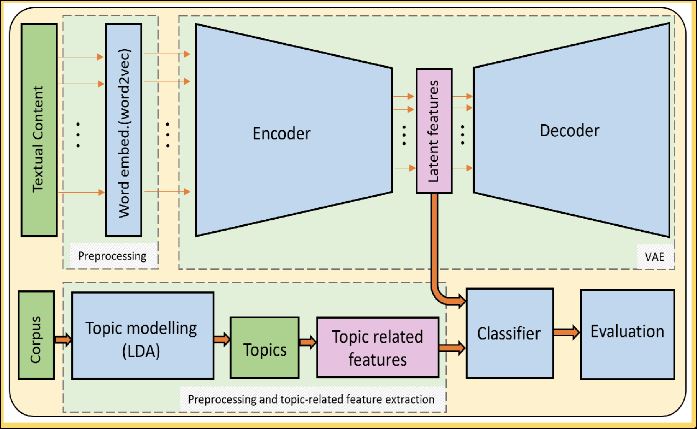 Textual Content
Word embed.(word2vec)
Encoder
Latent features
Decoder
Preprocessing
VAE
Corpus
Topic modelling
(LDA)
Topics
Topic related
features
Classifier
Evaluation
Preprocessing and topic-related feature extraction